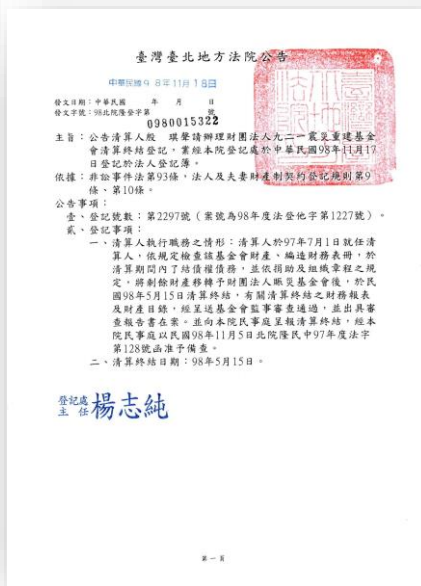 臺灣臺北地方法院公告
中華民國98年11月18日
發文日期：中華民國　年　月　日
發文字號：98北院隆登字第　號
0980015322
主旨：公告清算人殷　琪聲請辦理財團法人九二一震災重建基金
會清算終結登記，業經本院登記處於中華民國98年11月17
日登記於法人登記簿。
依據：非訟事件法第93條，法人及夫妻財產制契約登記規則第9
條、第10條。
公告事項：
壹、登記號數：第2297號（案號為98年度法登他字第1227號）。
貳、登記事項：
一、清算人執行職務之情形：清算人於97年7月1日就任清
算人，依規定檢查該基金會財產、編造財務表冊，於
清算期間內了結債權債務，並依捐助及組織章程之規
定，將剩餘財產移轉予財團法人賑災基金會後，於民
國98年5月15日清算終結，有關清算終結之財務報表
及財產目錄，經呈送基金會監事審查通過，並出具審
查報告書在案。並向本院民事庭呈報清算終結，經本
院民事庭以民國98年11月5日北院隆民中97年度法字
第128號函准予備查。
二、清算終結日期：98年5月15日。
登記處
主任 楊志純
第一頁